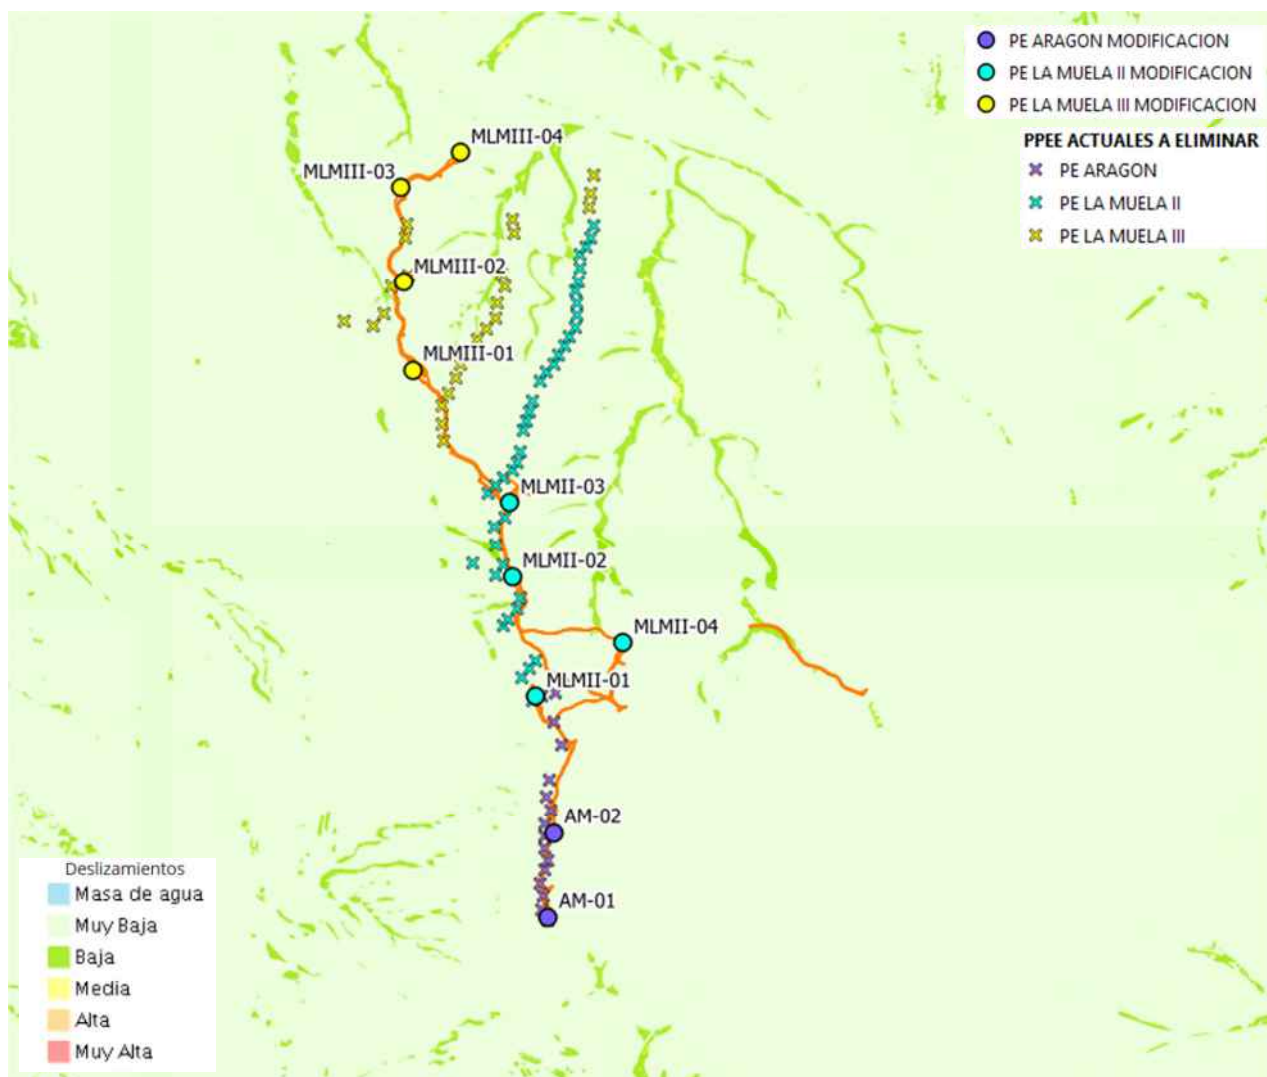 PE ARAGON MODIFICACION
PE LA MUELA II MODIFICACION
PE LA MUELA III MODIFICACION
PPEE ACTUALES A ELIMINAR
PE ARAGON
PE LA MUELA II
PE LA MUELA III
MLMIII-04
MLMIII-03
MLMIII-02
MLMIII-01
MLMII-03
MLMII-02
MLMII-04
MLMII-01
AM-02
AM-01
Deslizamientos
Masa de agua
Muy Baja
Baja
Media
Alta
Muy Alta